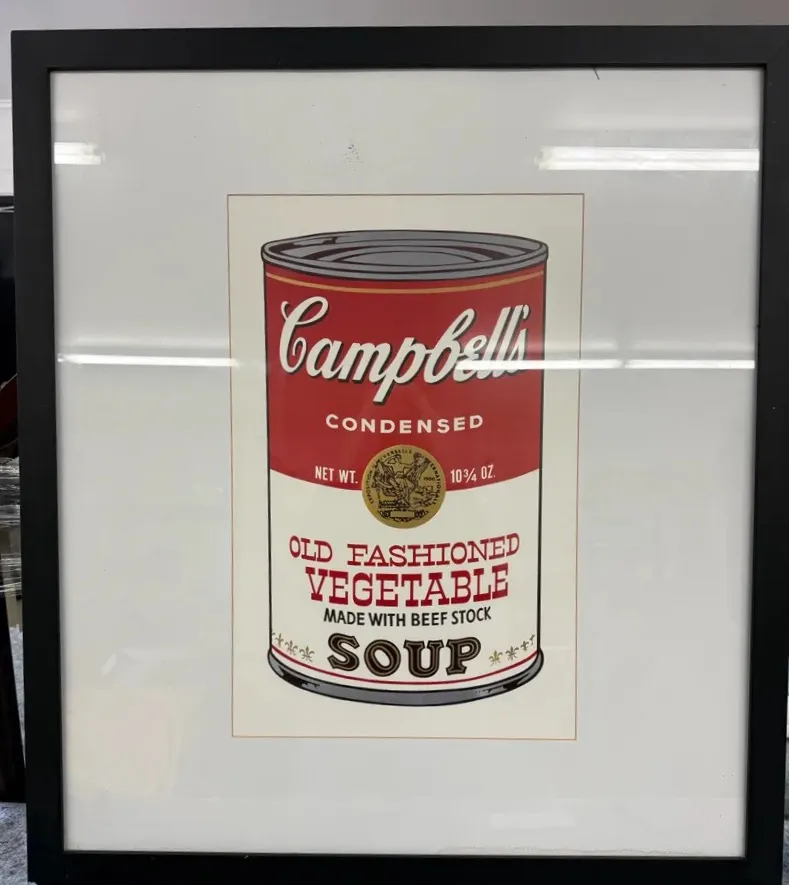 Campbell's
CONDENSED
NET WT. 10¾ OZ.
OLD FASHIONED
VEGETABLE
MADE WITH BEEF STOCK
SOUP